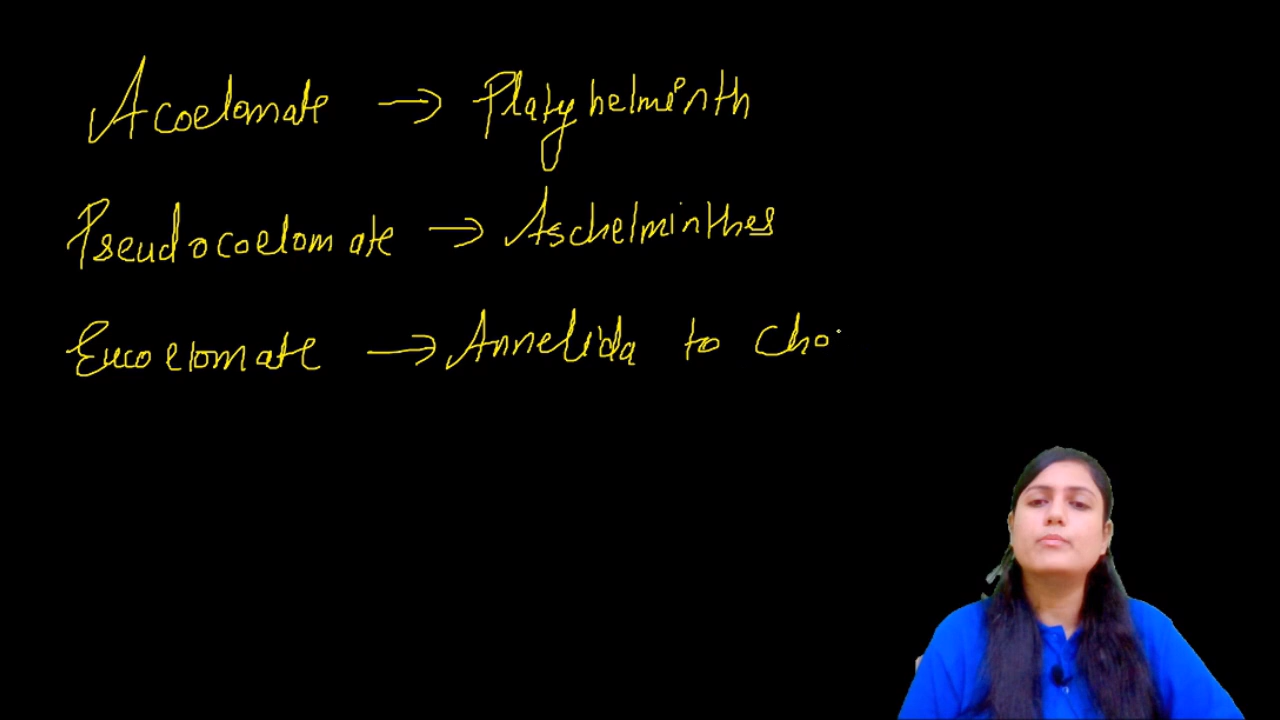 Acoelomate → Platyhelminth
Pseudocoelomate → Aschelminthes
Eucoelomate → Annelida to Cho